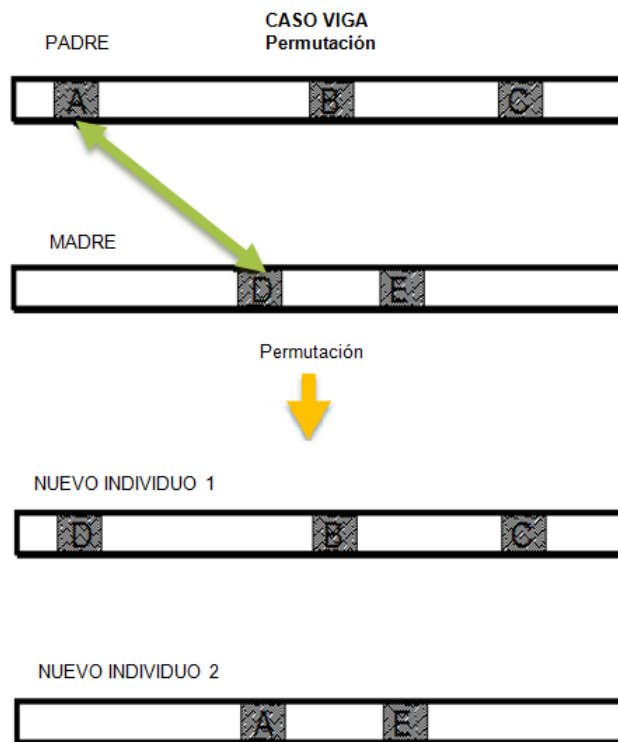 CASO VIGA
Permutación
PADRE
A B C
MADRE
D E
Permutación
NUEVO INDIVIDUO 1
D B C
NUEVO INDIVIDUO 2
A E